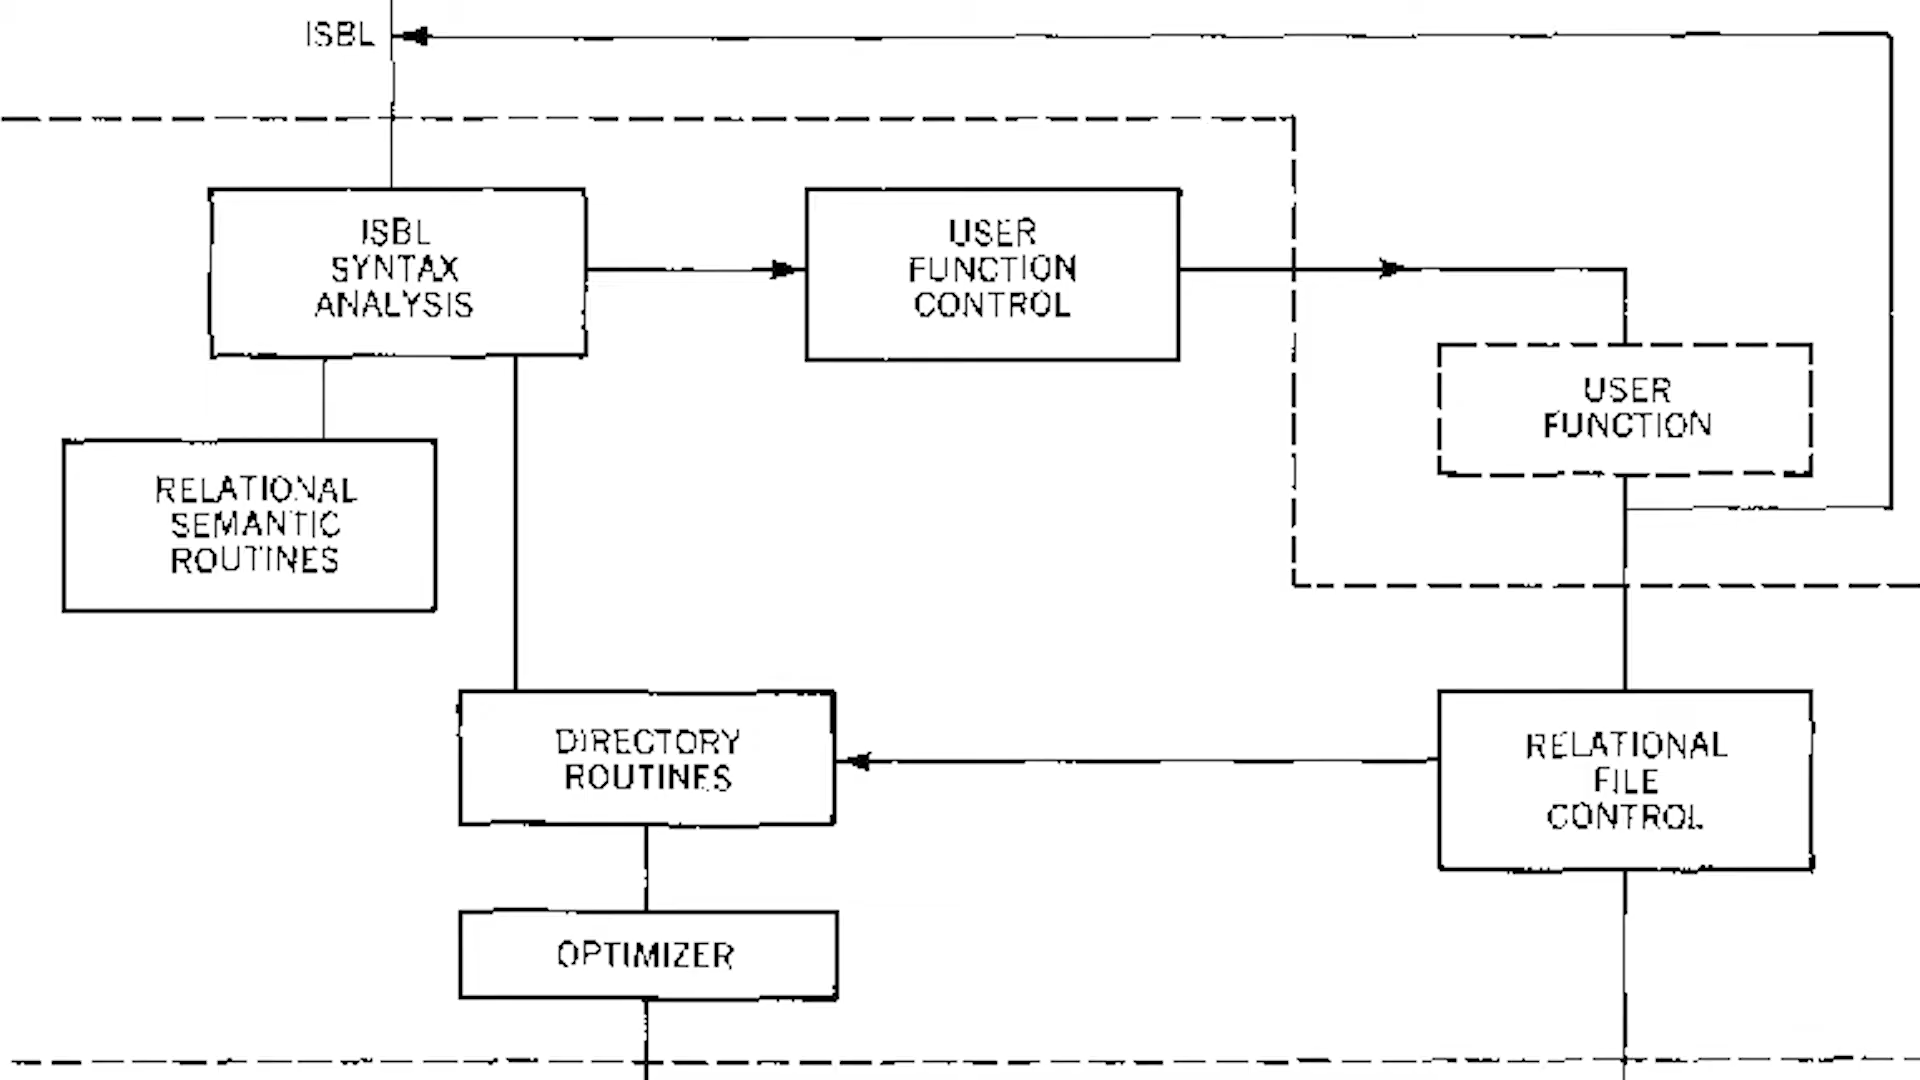 ISBL
ISBL
SYNTAX
ANALYSIS
USER
FUNCTION
CONTROL
USER
FUNCTION
RELATIONAL
SEMANTIC
ROUTINES
DIRECTORY
ROUTINES
RELATIONAL
FILE
CONTROL
OPTIMIZER